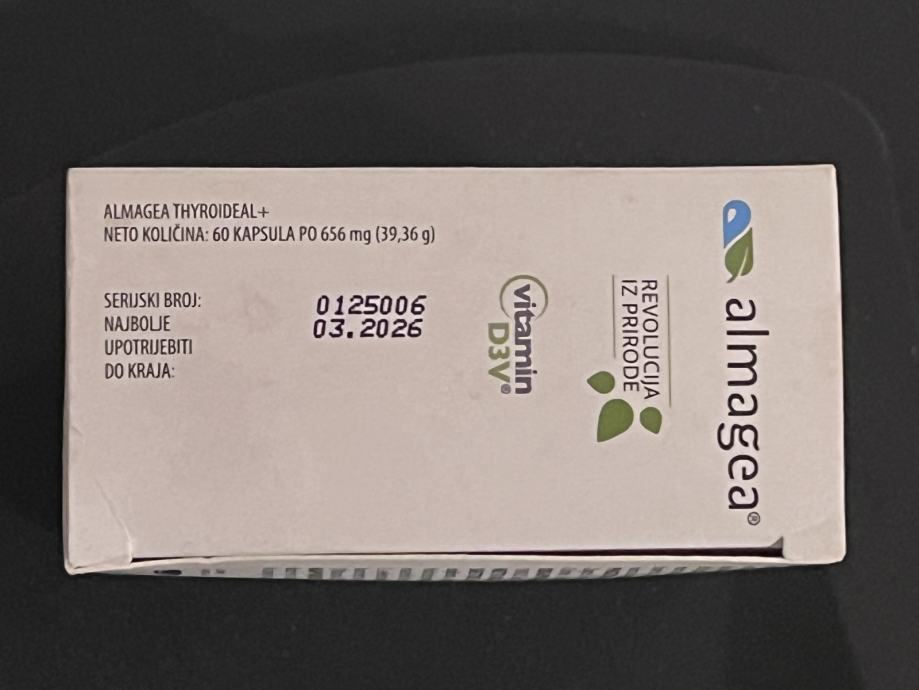 ALMAGEA THYROIDEAL+
NETO KOLIČINA: 60 KAPSULA PO 656 mg (39,36 g)
SERIJSKI BROJ:
0125006
NAJBOLJE
UPOTRIJEBITI
DO KRAJA:
03.2026
vitamin
D3V®
REVOLUCIJA
IZ PRIRODE
almagea®